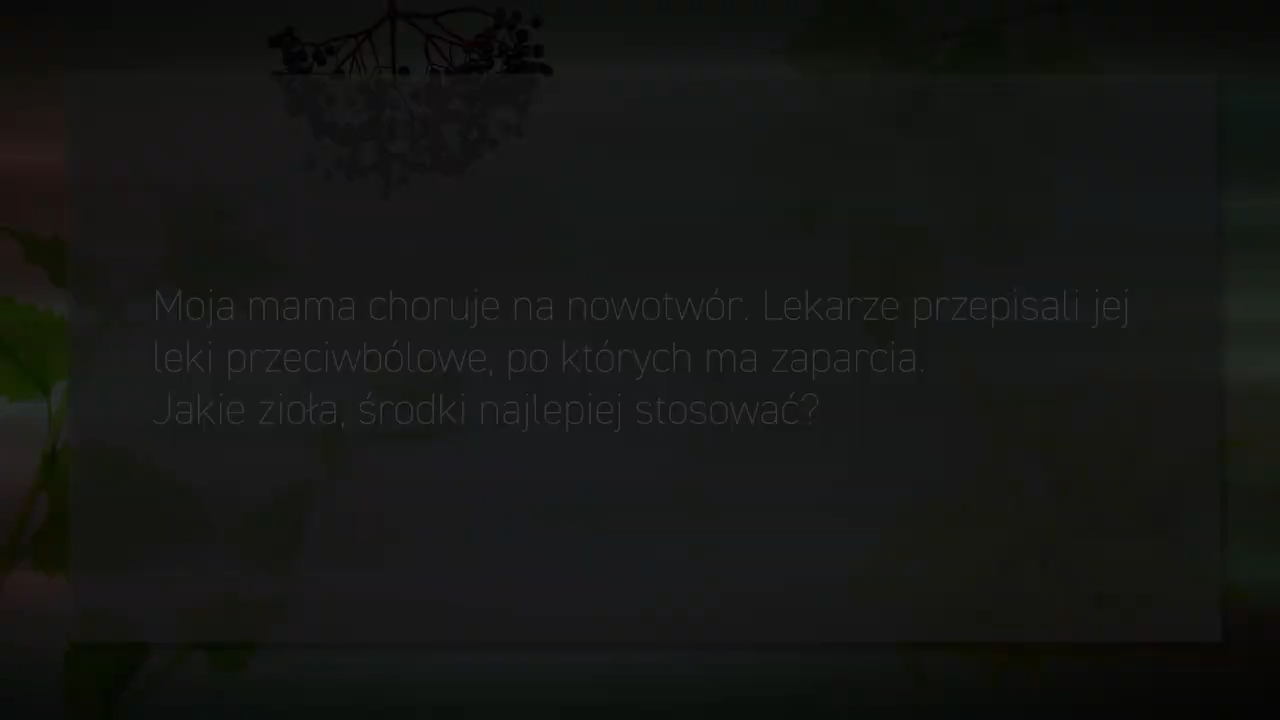 Moja mama choruje na nowotwór. Lekarze przepisali jej
leki przeciwbólowe, po których ma zaparcia.
Jakie zioła, środki najlepiej stosować?